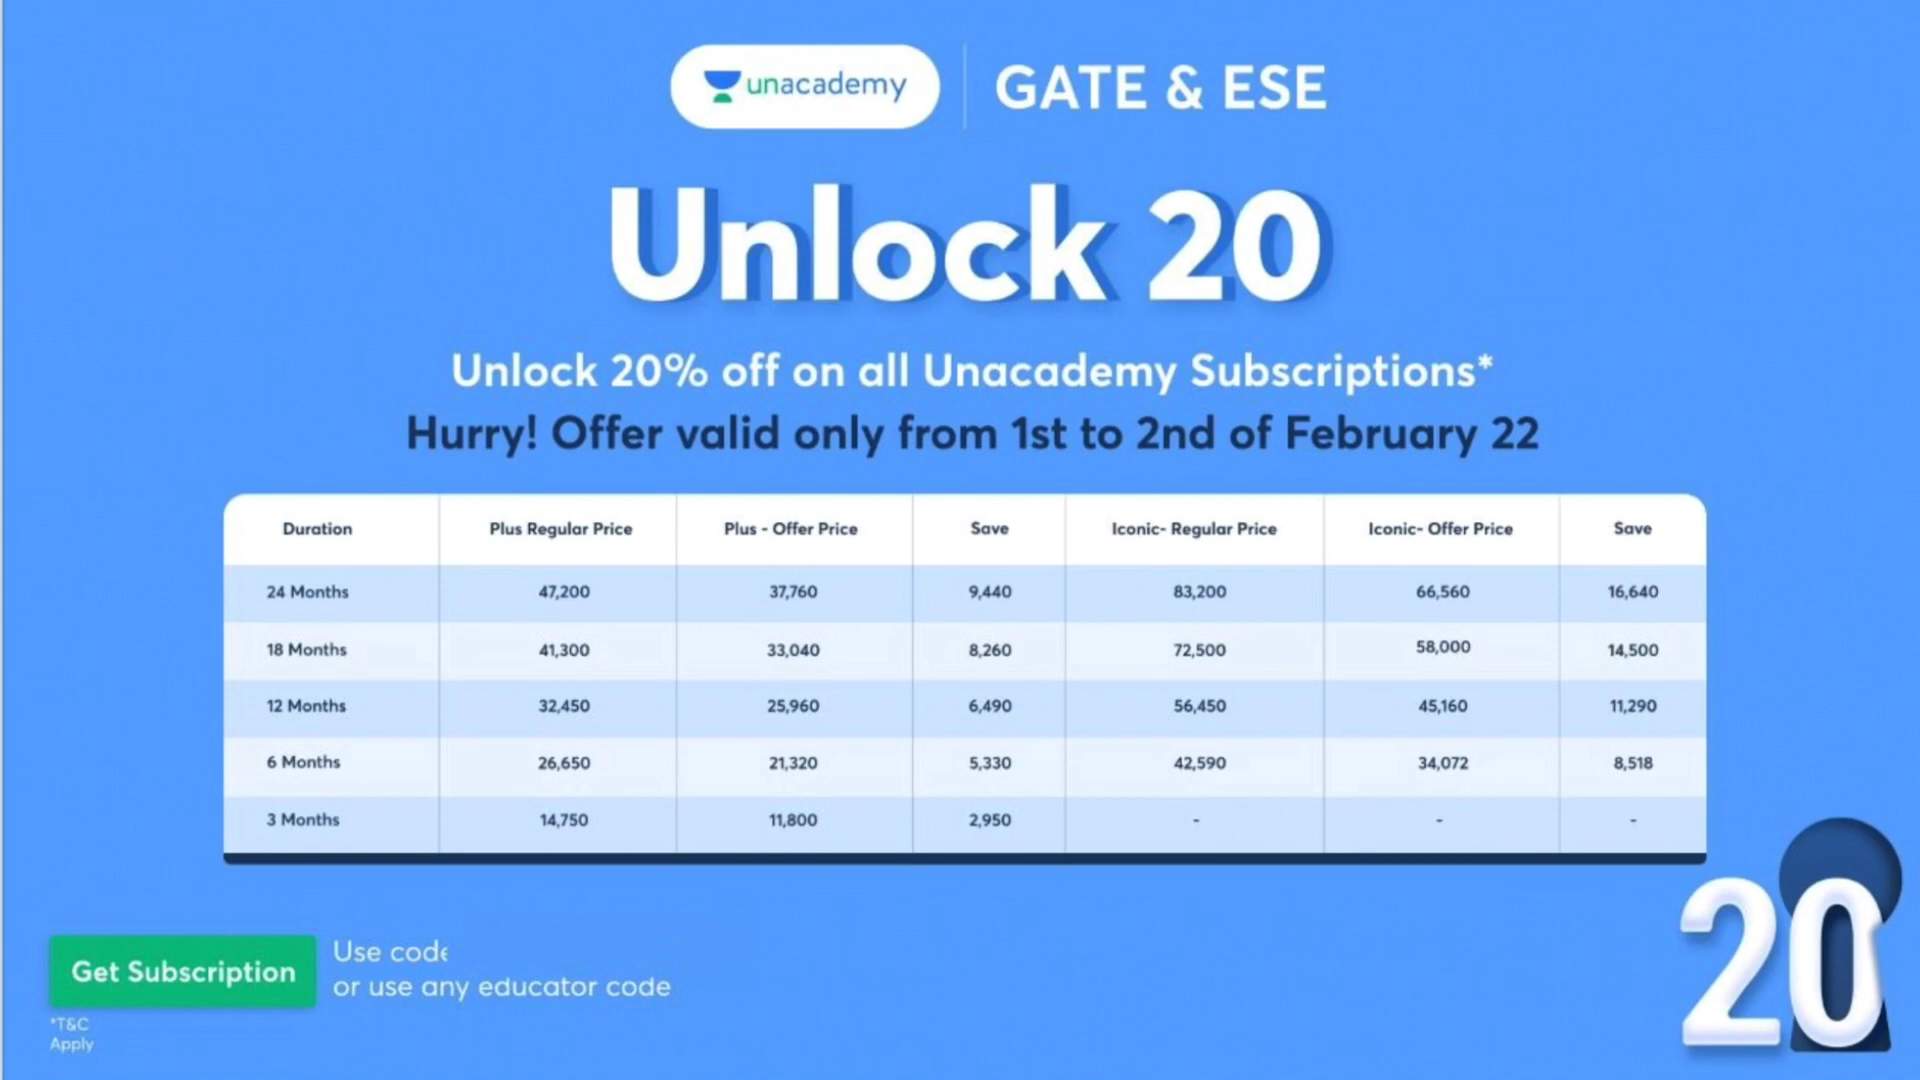 unacademy GATE & ESE
Unlock 20
Unlock 20% off on all Unacademy Subscriptions*
Hurry! Offer valid only from 1st to 2nd of February 22
Duration Plus Regular Price Plus - Offer Price Save Iconic- Regular Price Iconic- Offer Price Save
24 Months 47,200 37,760 9,440 83,200 66,560 16,640
18 Months 41,300 33,040 8,260 72,500 58,000 14,500
12 Months 32,450 25,960 6,490 56,450 45,160 11,290
6 Months 26,650 21,320 5,330 42,590 34,072 8,518
3 Months 14,750 11,800 2,950 - - -
Get Subscription
Use code
or use any educator code
*T&C
Apply
20